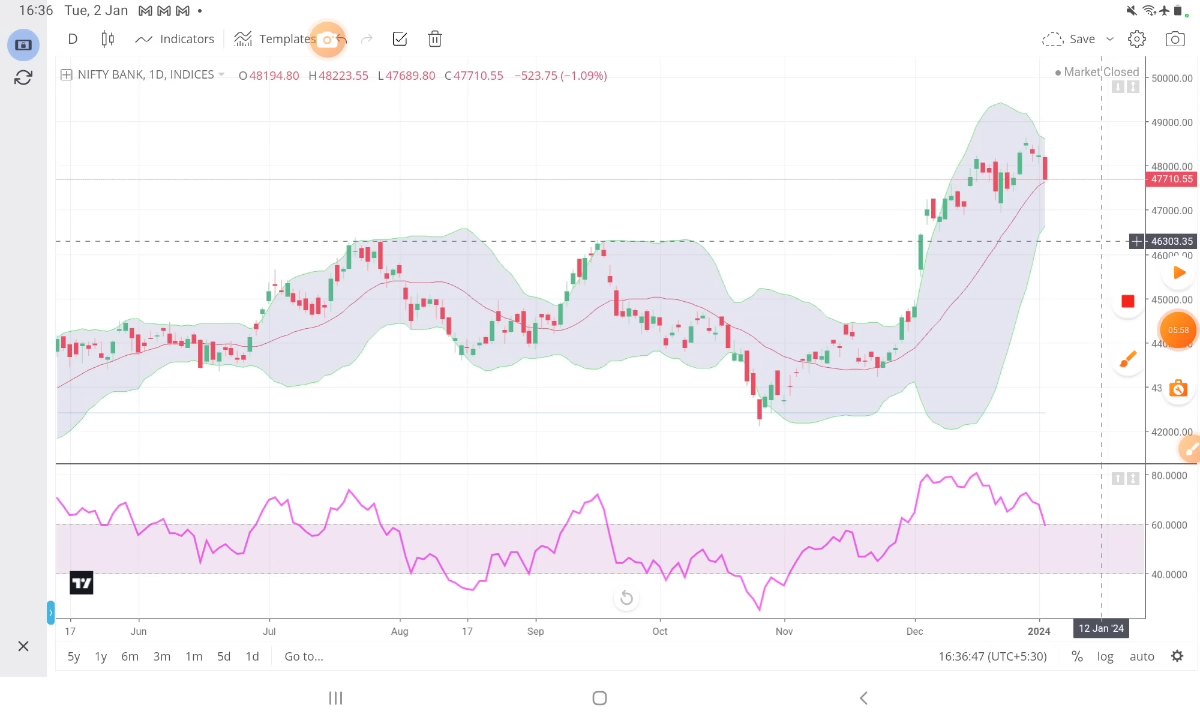 16:36 Tue, 2 Jan
D Indicators Templates Save
NIFTY BANK, 1D, INDICES O48194.80 H48223.55 L47689.80 C47710.55 −523.75 (−1.09%)
Market Closed
50000.00
49000.00
48000.00
47710.55
47000.00
46303.35
45000.00
05:58
43
42000.00
80.0000
60.0000
40.0000
17 Jun Jul Aug 17 Sep Oct Nov Dec 2024 12 Jan '24
5y 1y 6m 3m 1m 5d 1d Go to... 16:36:47 (UTC+5:30) % log auto